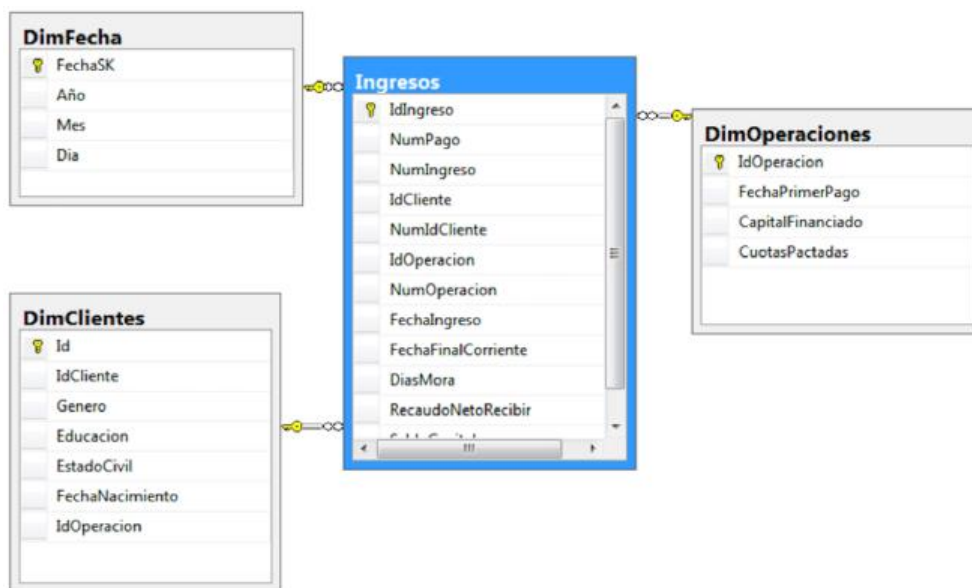 DimFecha
FechaSK
Año
Mes
Dia
Ingresos
IdIngreso
NumPago
NumIngreso
IdCliente
NumIdCliente
IdOperacion
NumOperacion
FechaIngreso
FechaFinalCorriente
DiasMora
RecaudoNetoRecibir
DimOperaciones
IdOperacion
FechaPrimerPago
CapitalFinanciado
CuotasPactadas
DimClientes
Id
IdCliente
Genero
Educacion
EstadoCivil
FechaNacimiento
IdOperacion